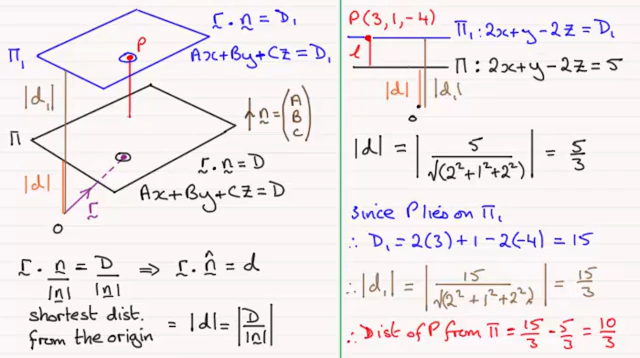 r . n = D₁
Π₁
P
Ax+By+Cz=D₁
|d₁|
n = (A B C)
Π
r . n = D
|d|
Ax+By+Cz=D
r
O
r . n/|n| = D/|n| ⇒ r . n̂ = d
shortest dist. from the origin = |d| = |D/|n||
P(3, 1, -4)
Π₁ : 2x+y-2z=D₁
l
Π : 2x+y-2z=5
|d| |d₁|
O
|d| = |5/√(2²+1²+2²)| = 5/3
Since P lies on Π₁
∴ D₁ = 2(3)+1-2(-4) = 15
∴ |d₁| = |15/√(2²+1²+2²)| = 15/3
∴ Dist of P from Π = 15/3 - 5/3 = 10/3